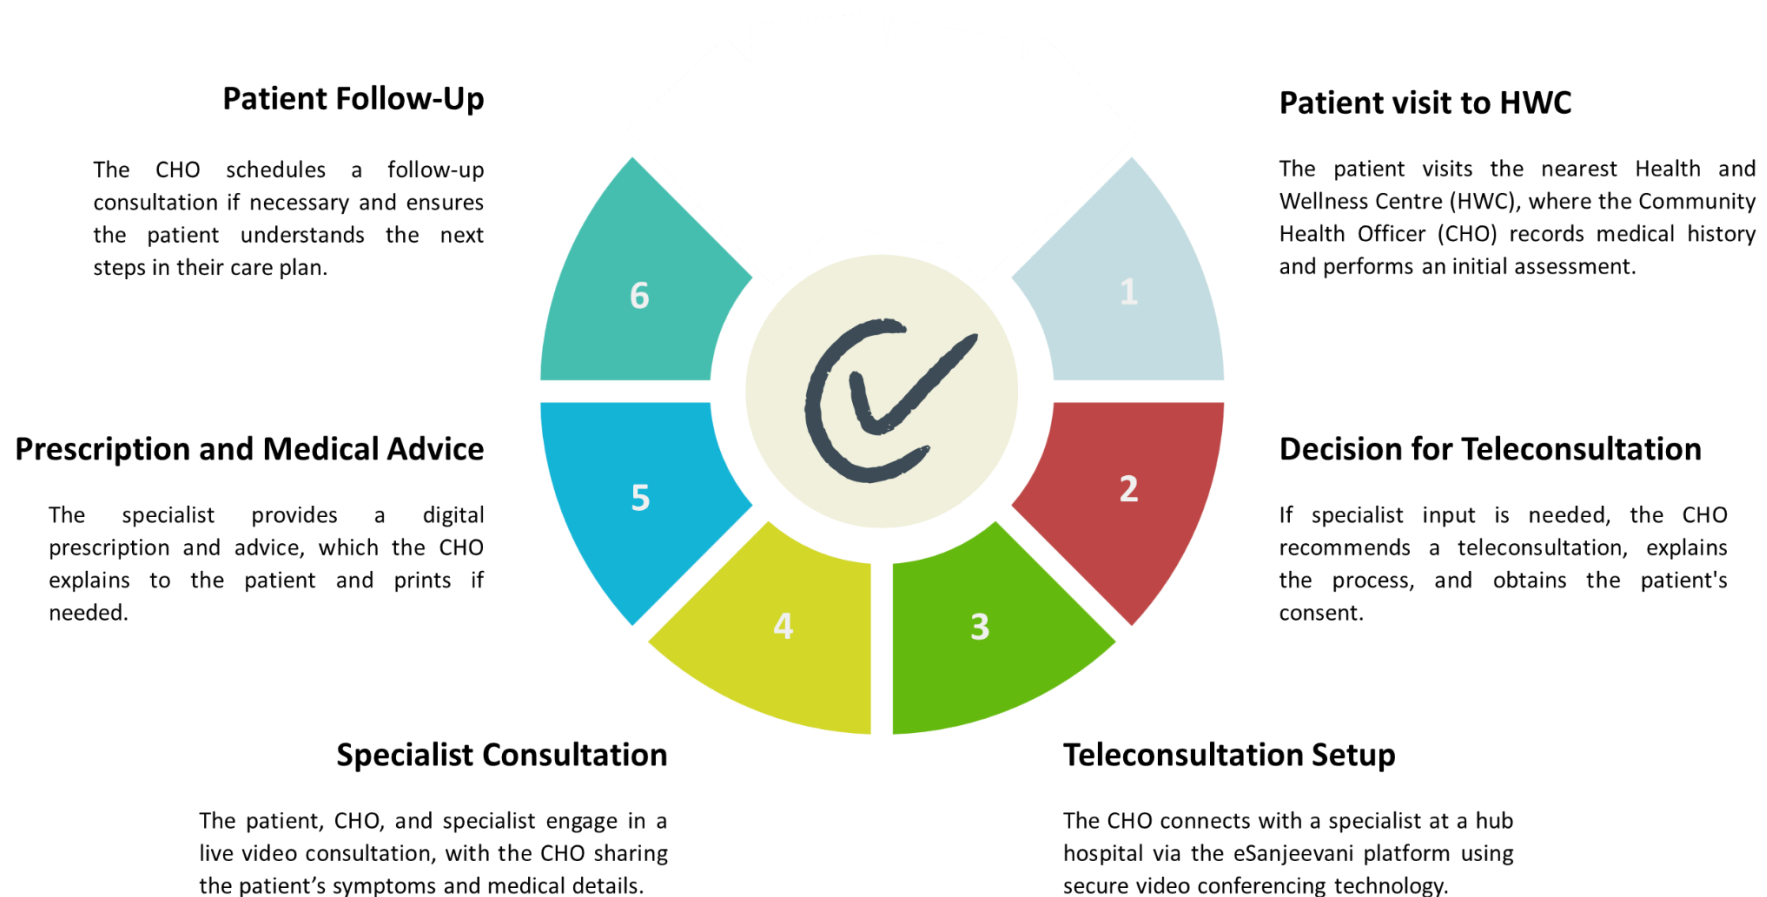 Patient visit to HWC
The patient visits the nearest Health and
Wellness Centre (HWC), where the Community
Health Officer (CHO) records medical history
and performs an initial assessment.
1
Decision for Teleconsultation
If specialist input is needed, the CHO
recommends a teleconsultation, explains
the process, and obtains the patient's
consent.
2
Teleconsultation Setup
The CHO connects with a specialist at a hub
hospital via the eSanjeevani platform using
secure video conferencing technology.
3
Specialist Consultation
The patient, CHO, and specialist engage in a
live video consultation, with the CHO sharing
the patient’s symptoms and medical details.
4
Prescription and Medical Advice
The specialist provides a digital
prescription and advice, which the CHO
explains to the patient and prints if
needed.
5
Patient Follow-Up
The CHO schedules a follow-up
consultation if necessary and ensures
the patient understands the next
steps in their care plan.
6